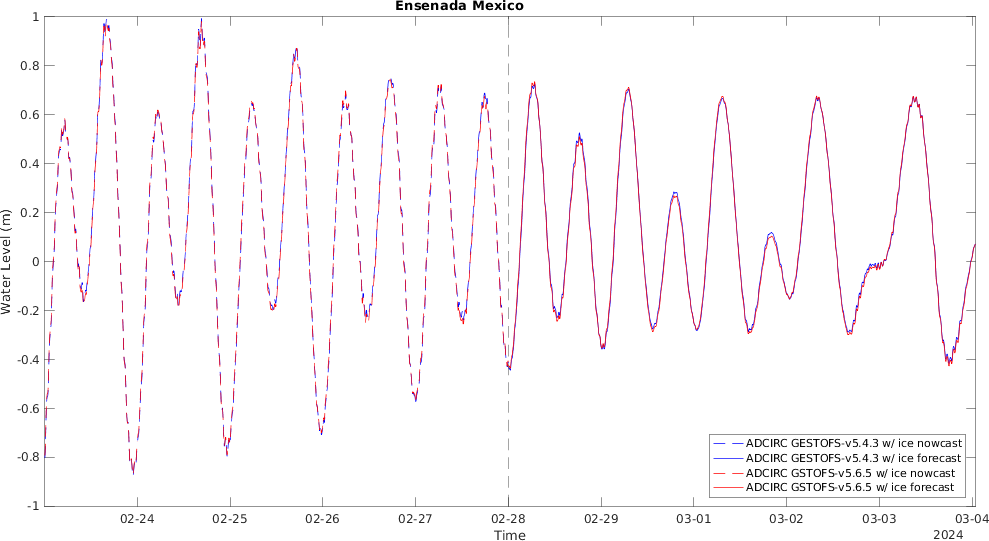 Ensenada Mexico
1
0.8
0.6
0.4
0.2
0
-0.2
-0.4
-0.6
-0.8
-1
Water Level (m)
02-24 02-25 02-26 02-27 02-28 02-29 03-01 03-02 03-03 03-04
Time
2024
ADCIRC GESTOFS-v5.4.3 w/ ice nowcast
ADCIRC GESTOFS-v5.4.3 w/ ice forecast
ADCIRC GSTOFS-v5.6.5 w/ ice nowcast
ADCIRC GSTOFS-v5.6.5 w/ ice forecast